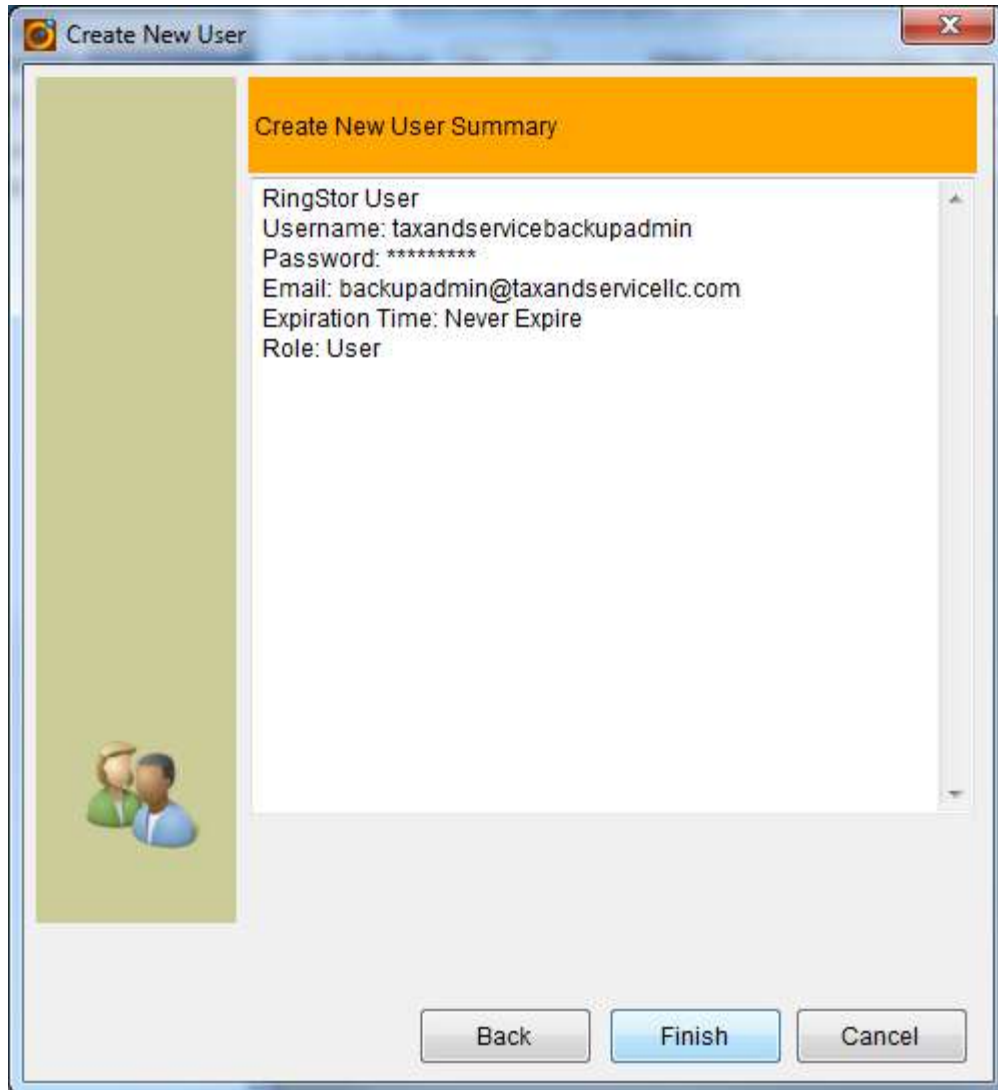 Create New User
Create New User Summary
RingStor User
Username: taxandservicebackupadmin
Password: *********
Email: backupadmin@taxandservicellc.com
Expiration Time: Never Expire
Role: User
Back
Finish
Cancel